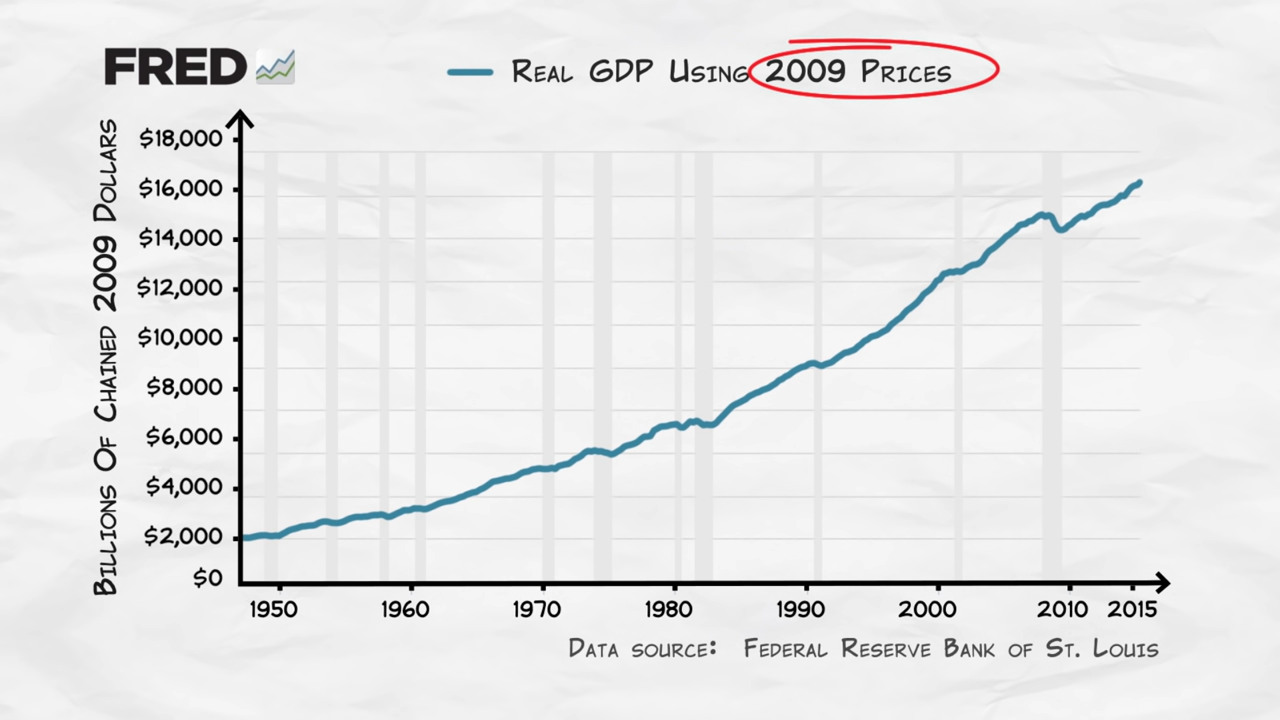 FRED
Real GDP Using 2009 Prices
Billions Of Chained 2009 Dollars
$18,000
$16,000
$14,000
$12,000
$10,000
$8,000
$6,000
$4,000
$2,000
$0
1950 1960 1970 1980 1990 2000 2010 2015
Data source: Federal Reserve Bank of St. Louis